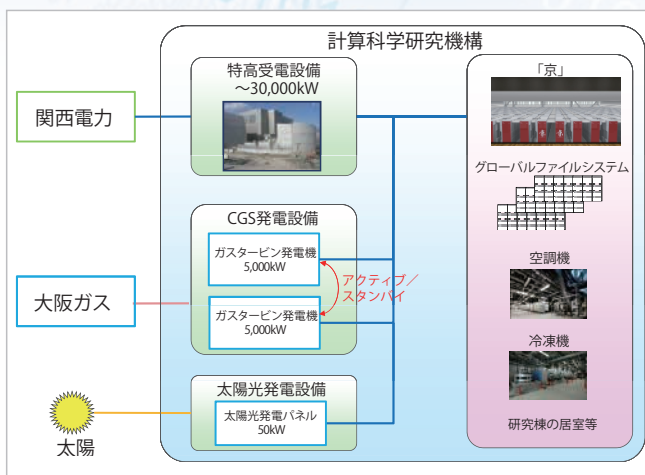 計算科学研究機構
関西電力
特高受電設備
～30,000kW
大阪ガス
CGS発電設備
ガスタービン発電機
5,000kW
アクティブ／
スタンバイ
ガスタービン発電機
5,000kW
太陽
太陽光発電設備
太陽光発電パネル
50kW
「京」
グローバルファイルシステム
空調機
冷凍機
研究棟の居室等